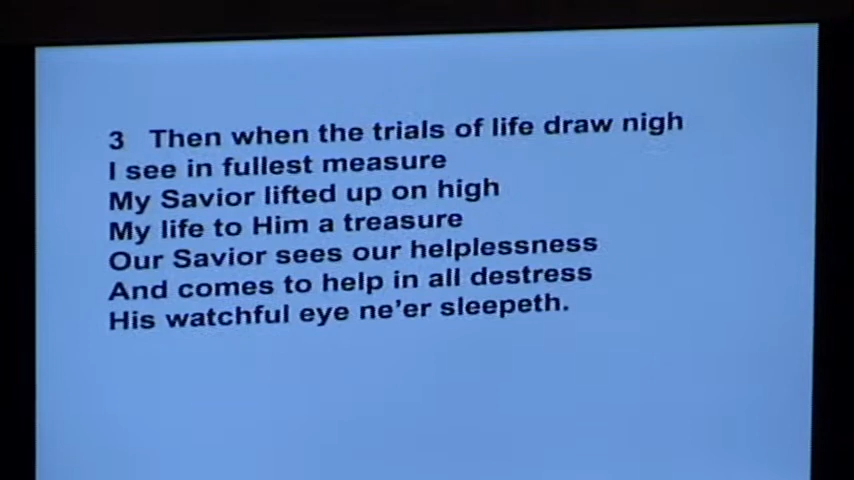 3 Then when the trials of life draw nigh
I see in fullest measure
My Savior lifted up on high
My life to Him a treasure
Our Savior sees our helplessness
And comes to help in all destress
His watchful eye ne’er sleepeth.